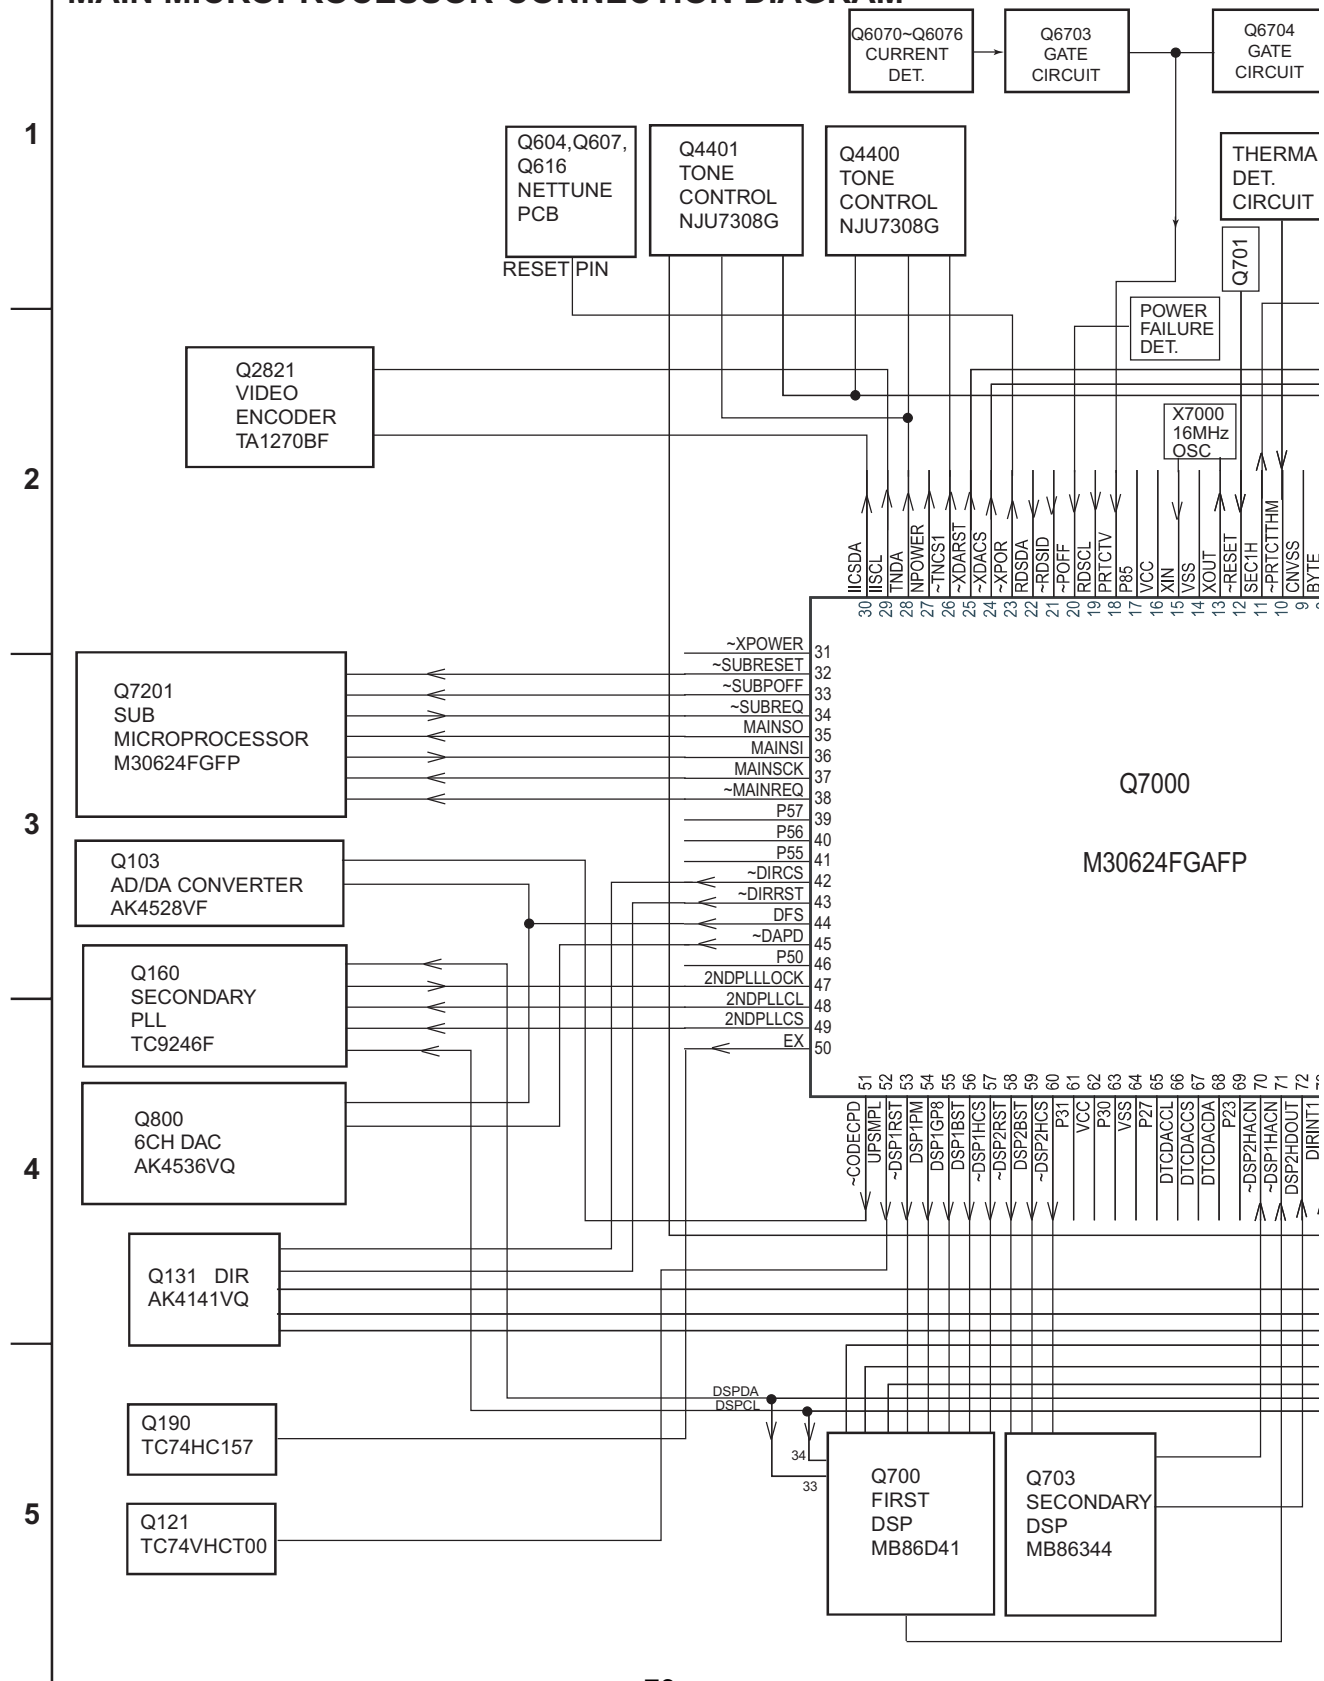 Q6070~Q6076
CURRENT
DET.
Q6703
GATE
CIRCUIT
Q6704
GATE
CIRCUIT
1
Q604,Q607,
Q616
NETTUNE
PCB
RESET PIN
Q4401
TONE
CONTROL
NJU7308G
Q4400
TONE
CONTROL
NJU7308G
THERMA
DET.
CIRCUIT
Q701
POWER
FAILURE
DET.
Q2821
VIDEO
ENCODER
TA1270BF
X7000
16MHz
OSC
2
IICSDA
IISCL
TNDA
NPOWER
~TNCS1
~XDARST
~XDACS
~XPOR
RDSDA
~RDSID
~POFF
RDSCL
PRTCTV
P85
VCC
XIN
VSS
XOUT
~RESET
SEC1H
~PRTCTTHM
CNVSS
BYTE
30
29
28
27
26
25
24
23
22
21
20
19
18
17
16
15
14
13
12
11
10
9
~XPOWER 31
~SUBRESET 32
~SUBPOFF 33
~SUBREQ 34
MAINSO 35
MAINSI 36
MAINSCK 37
~MAINREQ 38
P57 39
P56 40
P55 41
~DIRCS 42
~DIRRST 43
DFS 44
~DAPD 45
P50 46
2NDPLLLOCK 47
2NDPLLCL 48
2NDPLLCS 49
EX 50
Q7201
SUB
MICROPROCESSOR
M30624FGFP
Q7000
M30624FGAFP
3
Q103
AD/DA CONVERTER
AK4528VF
Q160
SECONDARY
PLL
TC9246F
51
52
53
54
55
56
57
58
59
60
61
62
63
64
65
66
67
68
69
70
71
72
~CODECPD
UPSMPL
~DSP1RST
DSP1PM
DSP1GP8
DSP1BST
~DSP1HCS
~DSP2RST
DSP2BST
~DSP2HCS
P31
VCC
P30
VSS
P27
DTCDACCL
DTCDACCS
DTCDACDA
P23
~DSP2HACN
~DSP1HACN
DSP2HDOUT
DIRINT1
Q800
6CH DAC
AK4536VQ
4
Q131 DIR
AK4141VQ
DSPDA
DSPCL
Q190
TC74HC157
34
33
Q700
FIRST
DSP
MB86D41
Q703
SECONDARY
DSP
MB86344
5
Q121
TC74VHCT00